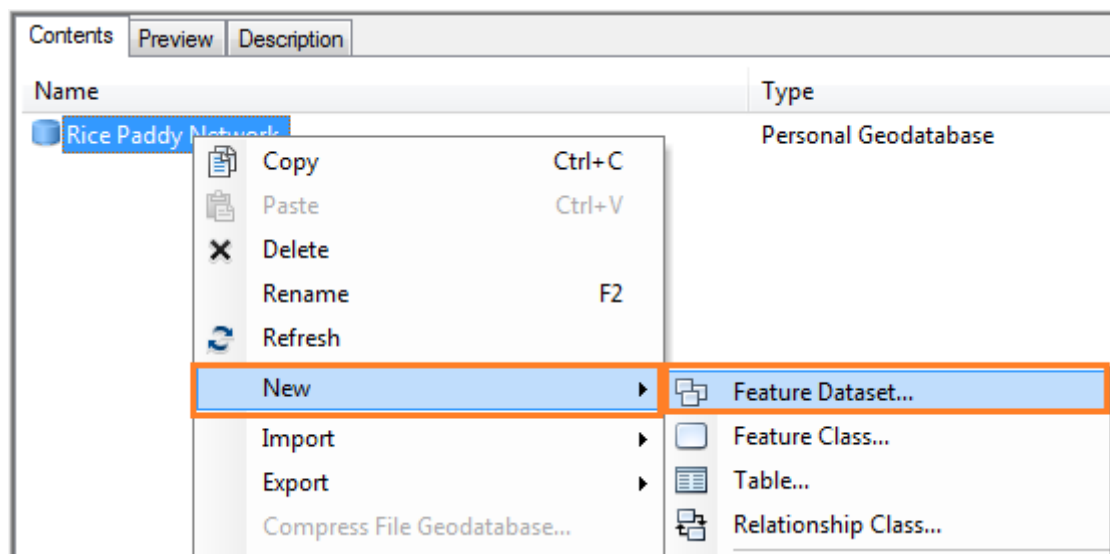 Contents Preview Description
Name Type
Rice Paddy Network Personal Geodatabase
Copy Ctrl+C
Paste Ctrl+V
Delete
Rename F2
Refresh
New Feature Dataset...
Feature Class...
Import
Table...
Export
Relationship Class...
Compress File Geodatabase...